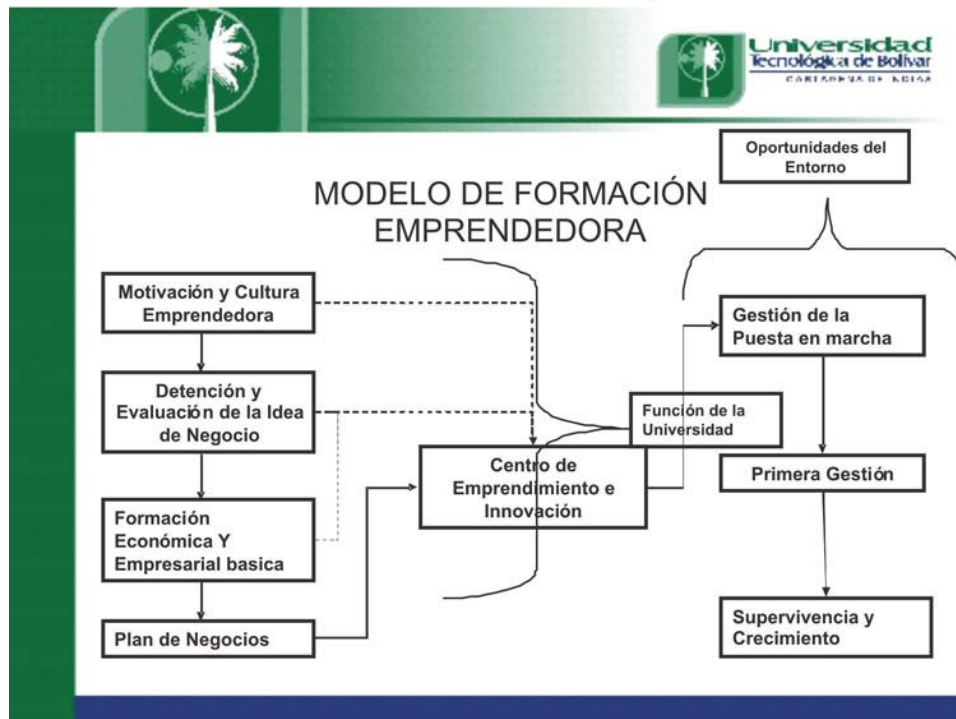 Universidad
Tecnológica de Bolívar
CARTAGENA DE INDIAS
Oportunidades del
Entorno
MODELO DE FORMACIÓN
EMPRENDEDORA
Motivación y Cultura
Emprendedora
Detención y
Evaluación de la Idea
de Negocio
Formación
Económica Y
Empresarial basica
Plan de Negocios
Centro de
Emprendimiento e
Innovación
Función de la
Universidad
Gestión de la
Puesta en marcha
Primera Gestión
Supervivencia y
Crecimiento